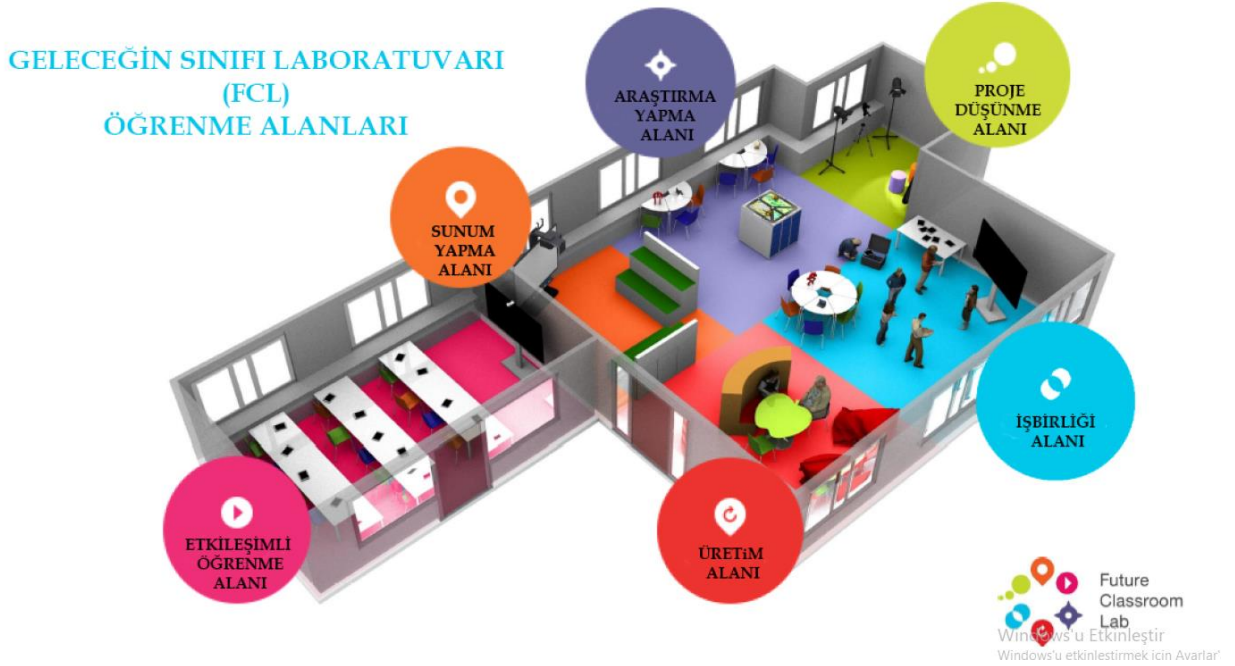 GELECEĞİN SINIFI LABORATUVARI
(FCL)
ÖĞRENME ALANLARI
ARAŞTIRMA
YAPMA
ALANI
PROJE
DÜŞÜNME
ALANI
SUNUM
YAPMA
ALANI
İŞBİRLİĞİ
ALANI
ETKİLEŞİMLİ
ÖĞRENME
ALANI
ÜRETiM
ALANI
Future
Classroom
Lab
Windows'u Etkinleştir
Windows'u etkinleştirmek için Ayarlar'